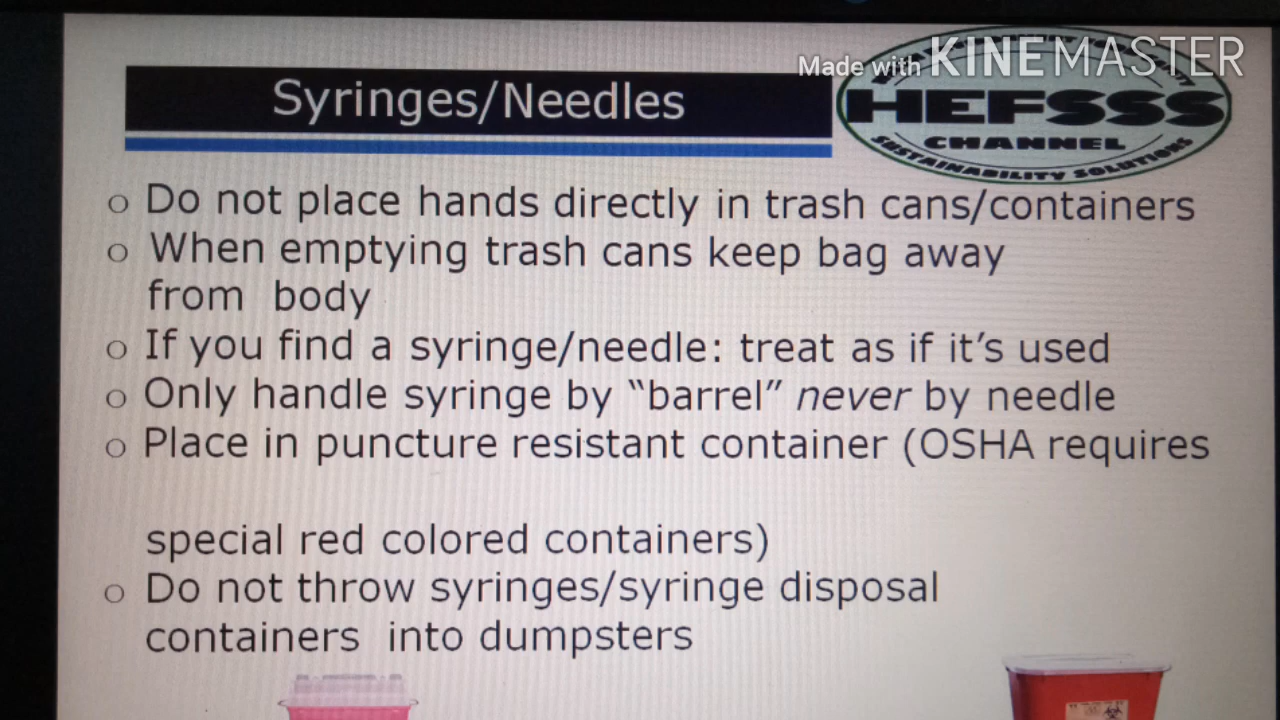 Made with KINEMASTER
HEFSSS
CHANNEL
SUSTAINABILITY SOLUTIONS
Syringes/Needles
Do not place hands directly in trash cans/containers
When emptying trash cans keep bag away
from body
If you find a syringe/needle: treat as if it’s used
Only handle syringe by “barrel” never by needle
Place in puncture resistant container (OSHA requires
special red colored containers)
Do not throw syringes/syringe disposal
containers into dumpsters